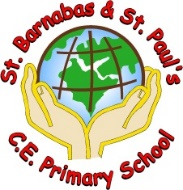 St. Barnabas & St. Paul's
C.E. Primary School